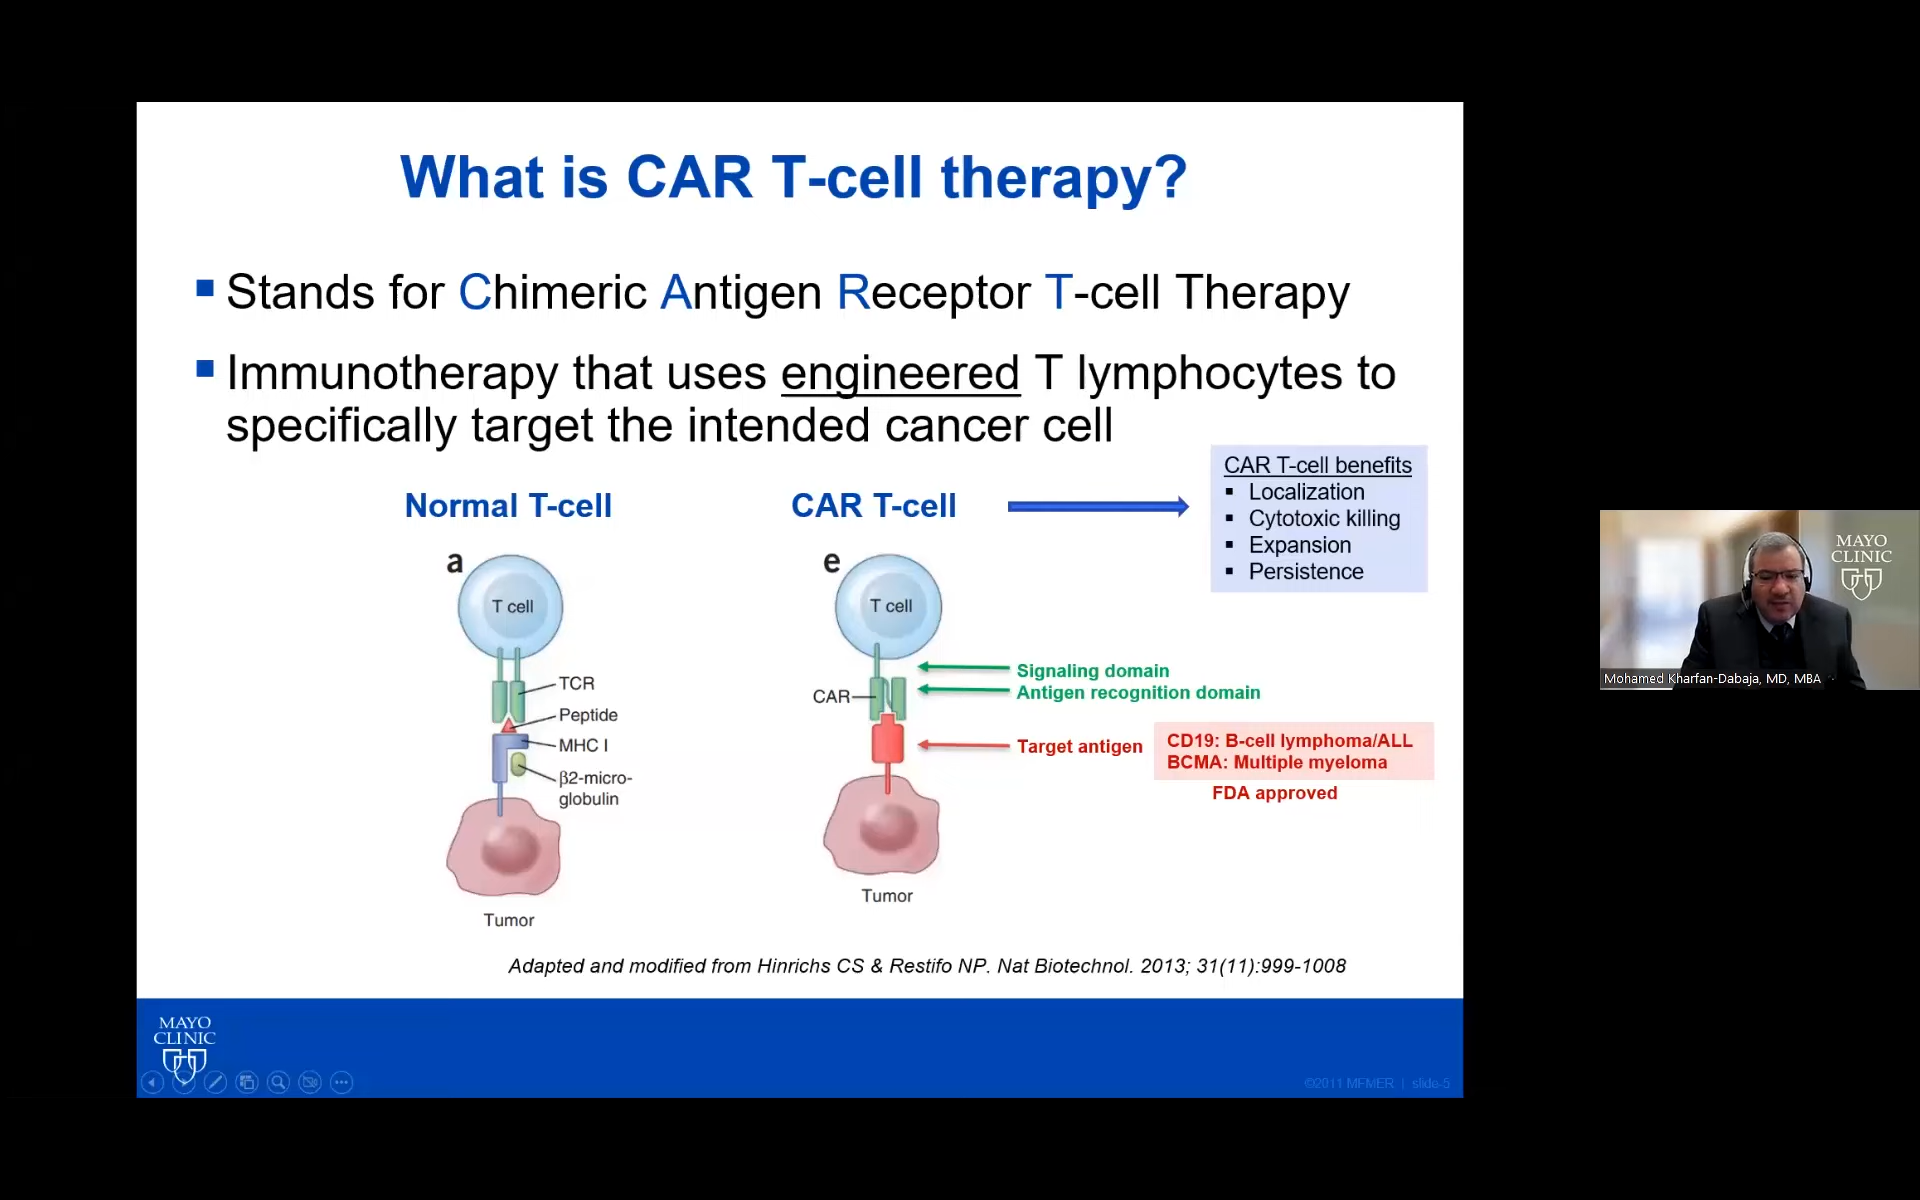 What is CAR T-cell therapy?
▪ Stands for Chimeric Antigen Receptor T-cell Therapy
▪ Immunotherapy that uses engineered T lymphocytes to
specifically target the intended cancer cell
Normal T-cell
CAR T-cell
CAR T-cell benefits
▪ Localization
▪ Cytotoxic killing
▪ Expansion
▪ Persistence
a
T cell
TCR
Peptide
MHC I
β2-micro-
globulin
Tumor
e
T cell
CAR
Signaling domain
Antigen recognition domain
Target antigen
CD19: B-cell lymphoma/ALL
BCMA: Multiple myeloma
FDA approved
Tumor
Adapted and modified from Hinrichs CS & Restifo NP. Nat Biotechnol. 2013; 31(11):999-1008
MAYO
CLINIC
©2011 MFMER | slide-5
MAYO
CLINIC
Mohamed Kharfan-Dabaja, MD, MBA